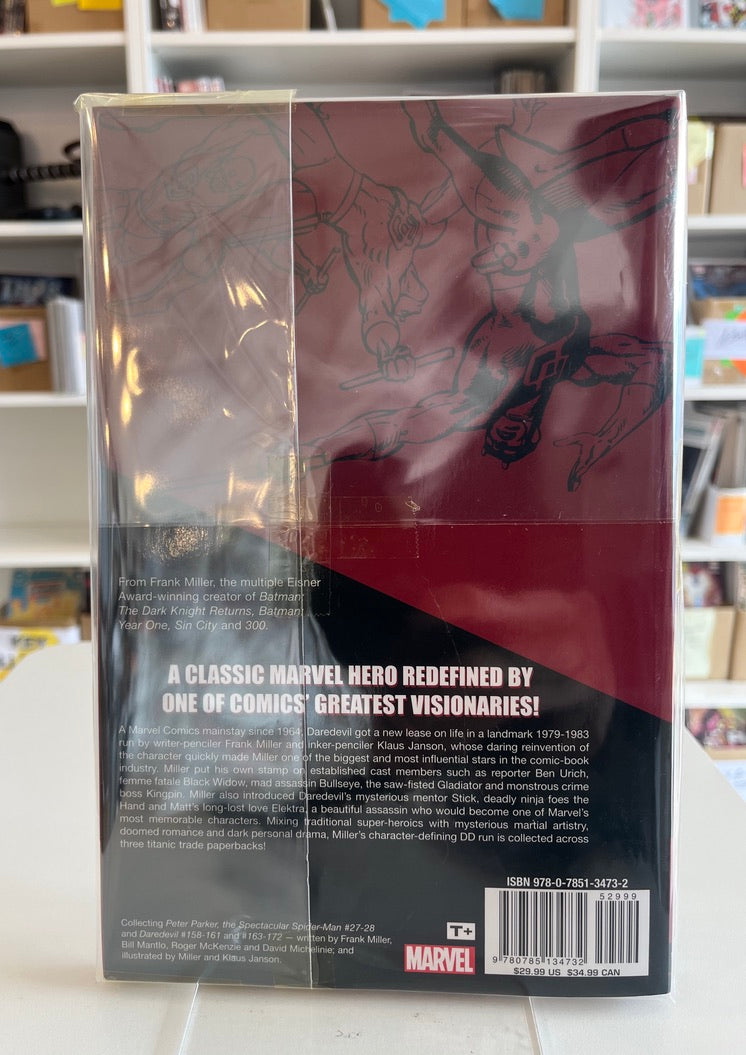 From Frank Miller, the multiple Eisner
Award-winning creator of Batman:
The Dark Knight Returns, Batman:
Year One, Sin City and 300.
A CLASSIC MARVEL HERO REDEFINED BY
ONE OF COMICS' GREATEST VISIONARIES!
A Marvel Comics mainstay since 1964, Daredevil got a new lease on life in a landmark 1979-1983
run by writer-penciler Frank Miller and inker-penciler Klaus Janson, whose daring reinvention of
the character quickly made Miller one of the biggest and most influential stars in the comic-book
industry. Miller put his own stamp on established cast members such as reporter Ben Urich,
femme fatale Black Widow, mad assassin Bullseye, the saw-fisted Gladiator and monstrous crime
boss Kingpin. Miller also introduced Daredevil's mysterious mentor Stick, deadly ninja foes the
Hand and Matt's long-lost love Elektra, a beautiful assassin who would become one of Marvel's
most memorable characters. Mixing traditional super-heroics with mysterious martial artistry,
doomed romance and dark personal drama, Miller's character-defining DD run is collected across
three titanic trade paperbacks!
ISBN 978-0-7851-3473-2
52999
Collecting Peter Parker, the Spectacular Spider-Man #27-28
and Daredevil #158-161 and #163-172 — written by Frank Miller,
Bill Mantlo, Roger McKenzie and David Michelinie; and
illustrated by Miller and Klaus Janson.
T+
MARVEL
9 780785 134732
$29.99 US $34.99 CAN